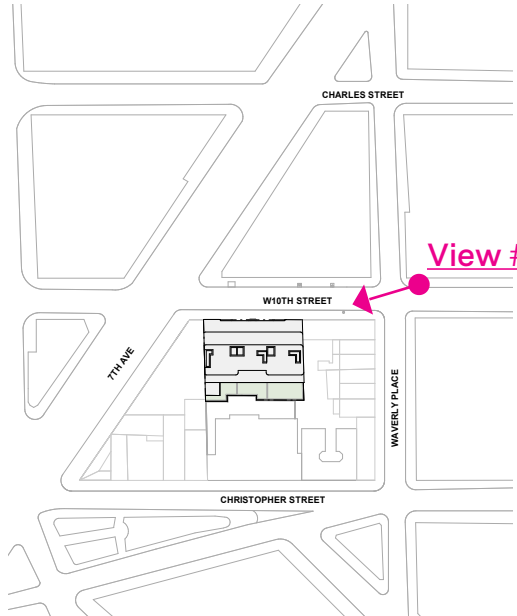 CHARLES STREET
View #
W10TH STREET
7TH AVE
WAVERLY PLACE
CHRISTOPHER STREET